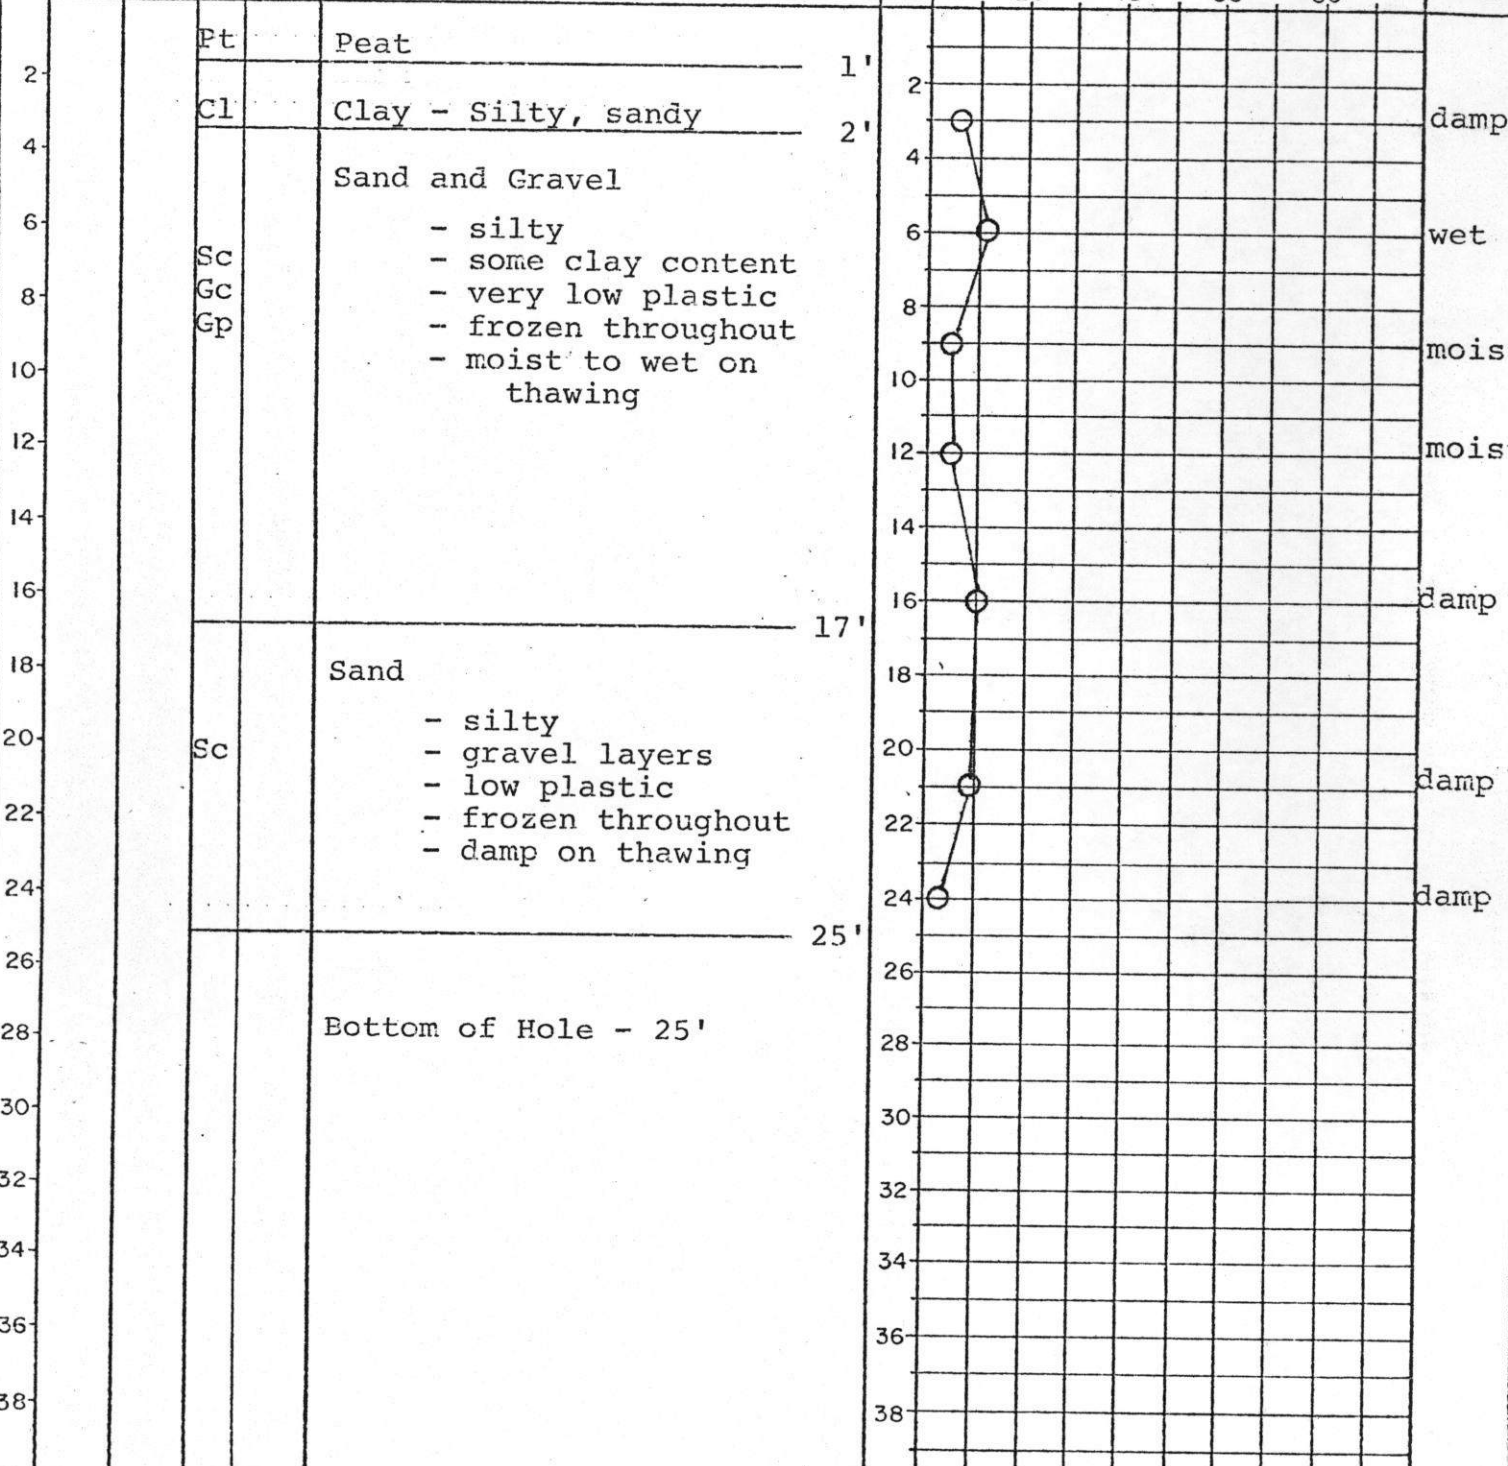 Pt Peat 1'
2 2
Cl Clay - Silty, sandy 2' damp
4 4
Sand and Gravel
6 - silty 6 wet
Sc - some clay content
8 Gc - very low plastic 8
Gp - frozen throughout
10 - moist to wet on 10 mois
thawing
12 12 mois
14 14
16 16 damp
17'
18 Sand 18
- silty
20 Sc - gravel layers 20
- low plastic damp
22 - frozen throughout 22
- damp on thawing
24 24 damp
25'
26 26
28 Bottom of Hole - 25' 28
30 30
32 32
34 34
36 36
38 38